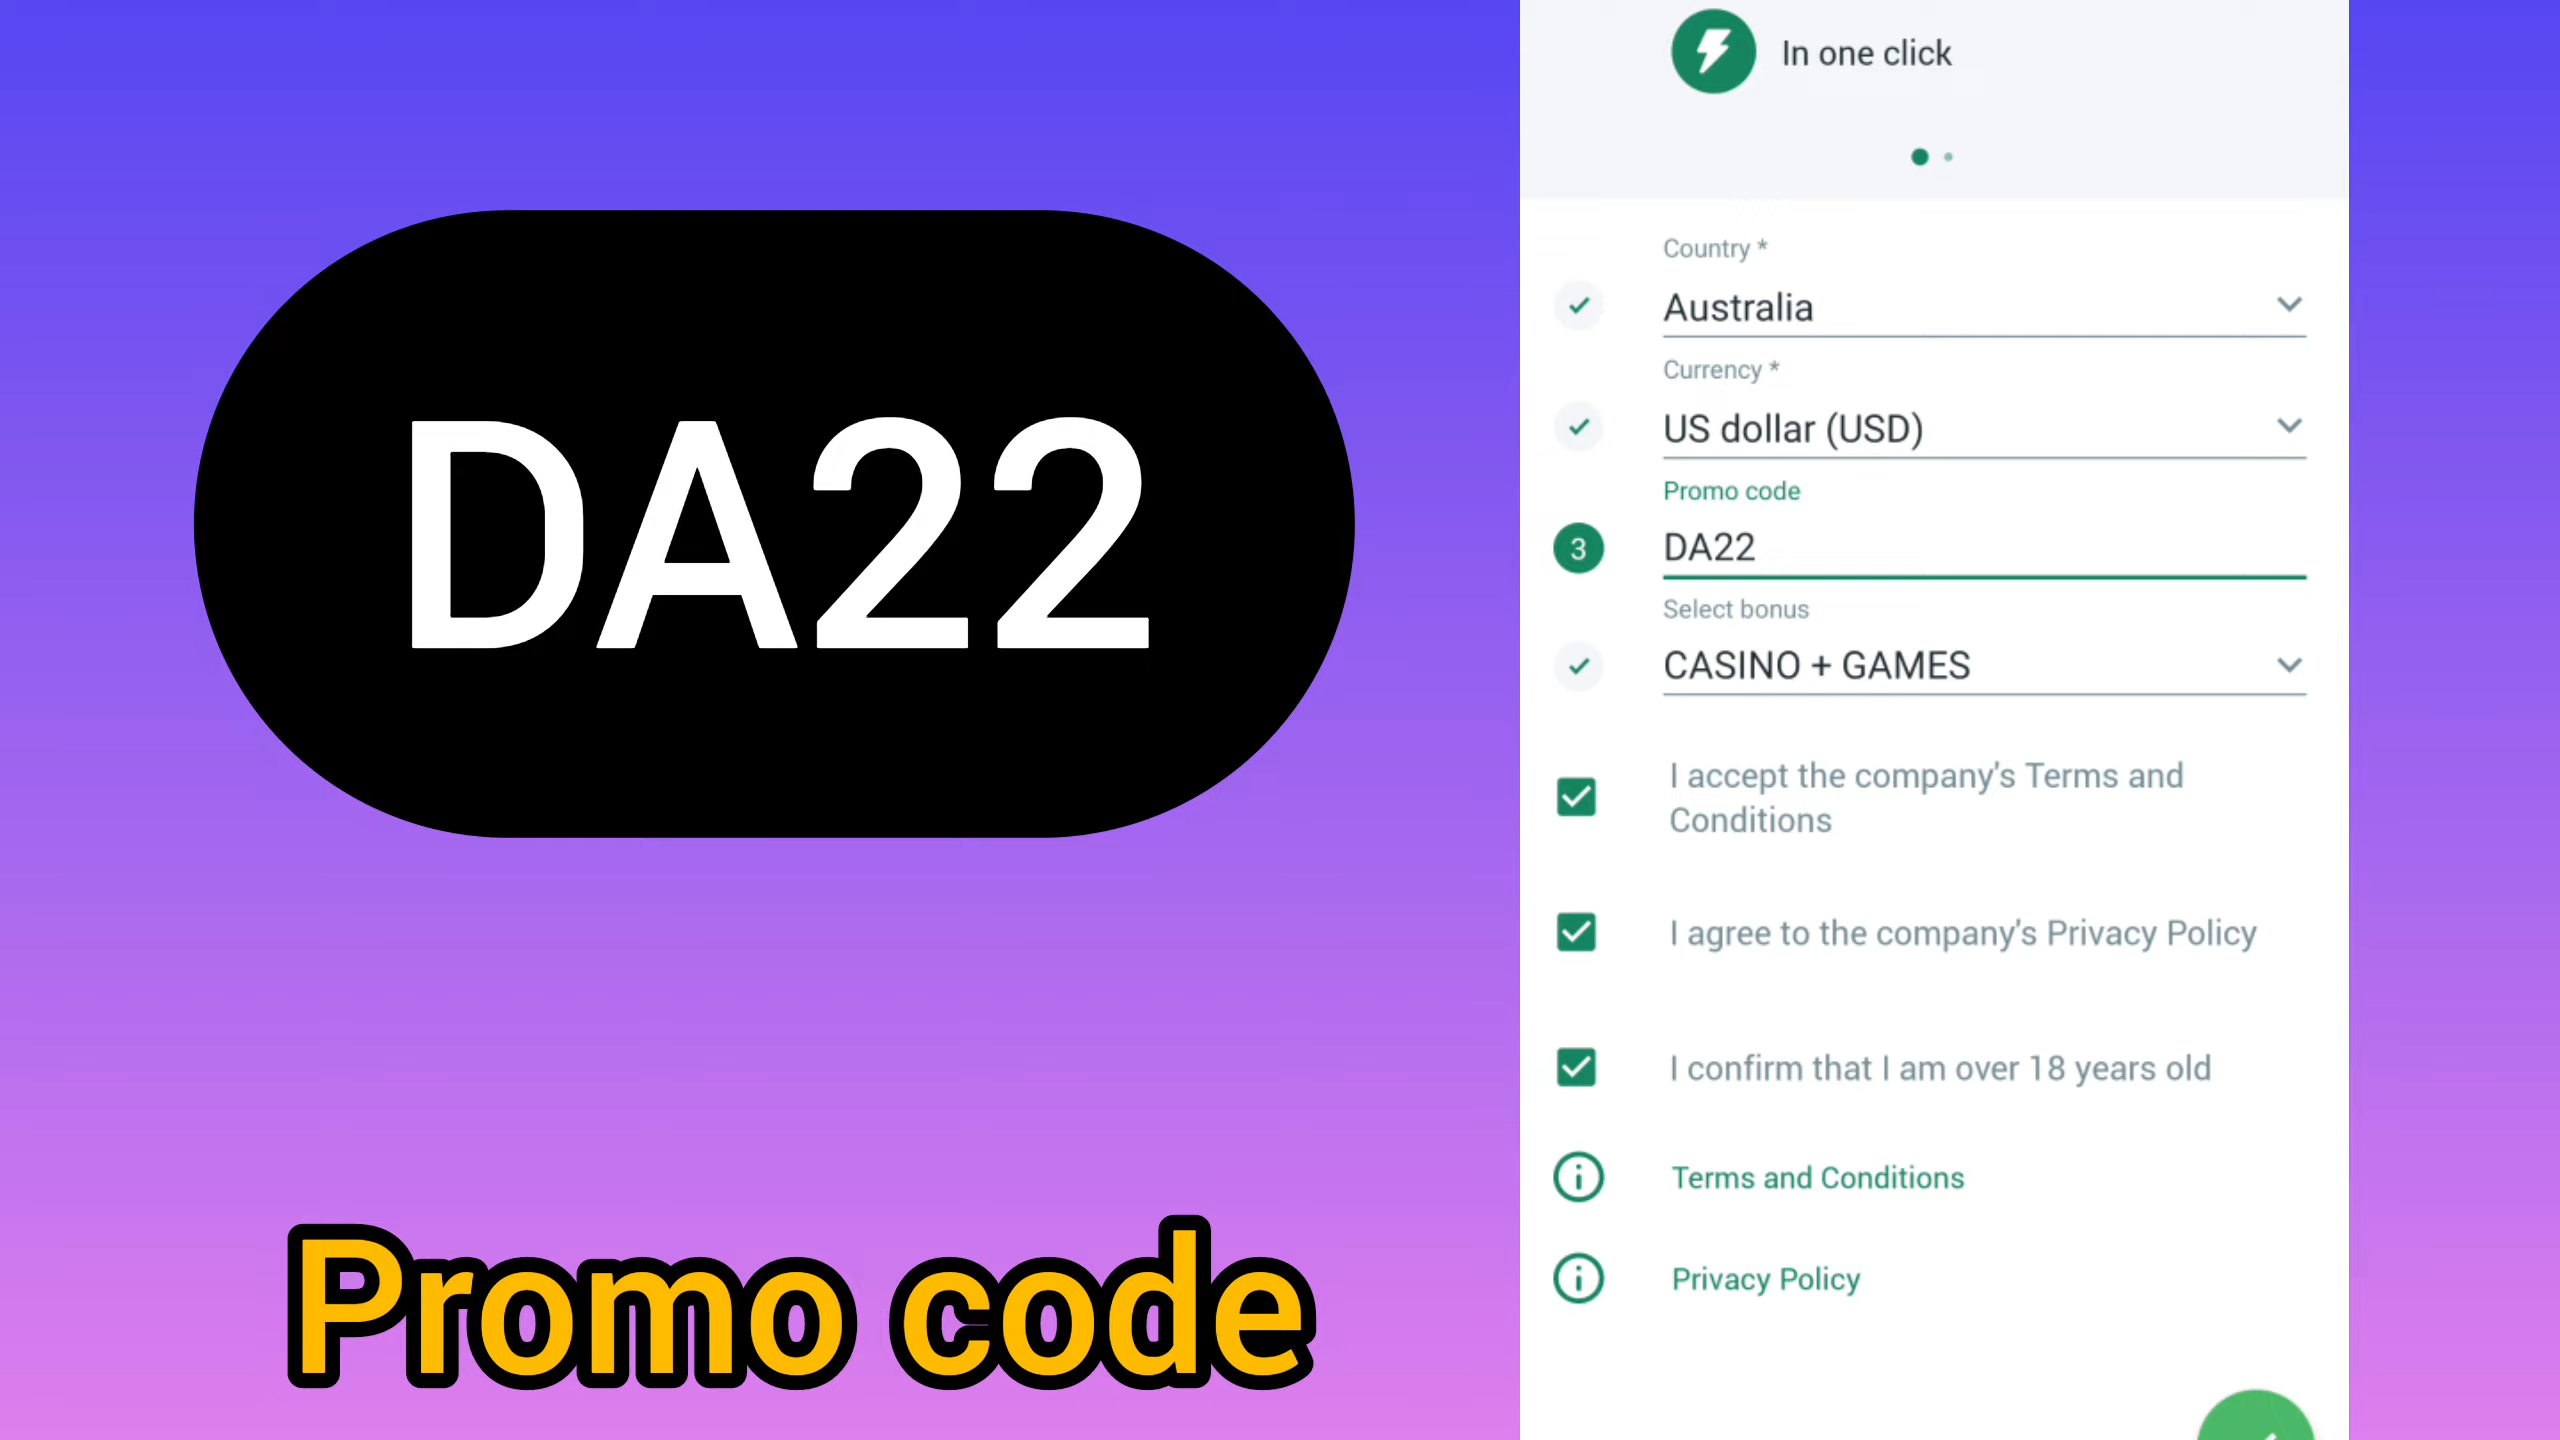 DA22
Promo code
In one click
Country *
Australia
Currency *
US dollar (USD)
Promo code
3
DA22
Select bonus
CASINO + GAMES
I accept the company's Terms and
Conditions
I agree to the company's Privacy Policy
I confirm that I am over 18 years old
Terms and Conditions
Privacy Policy